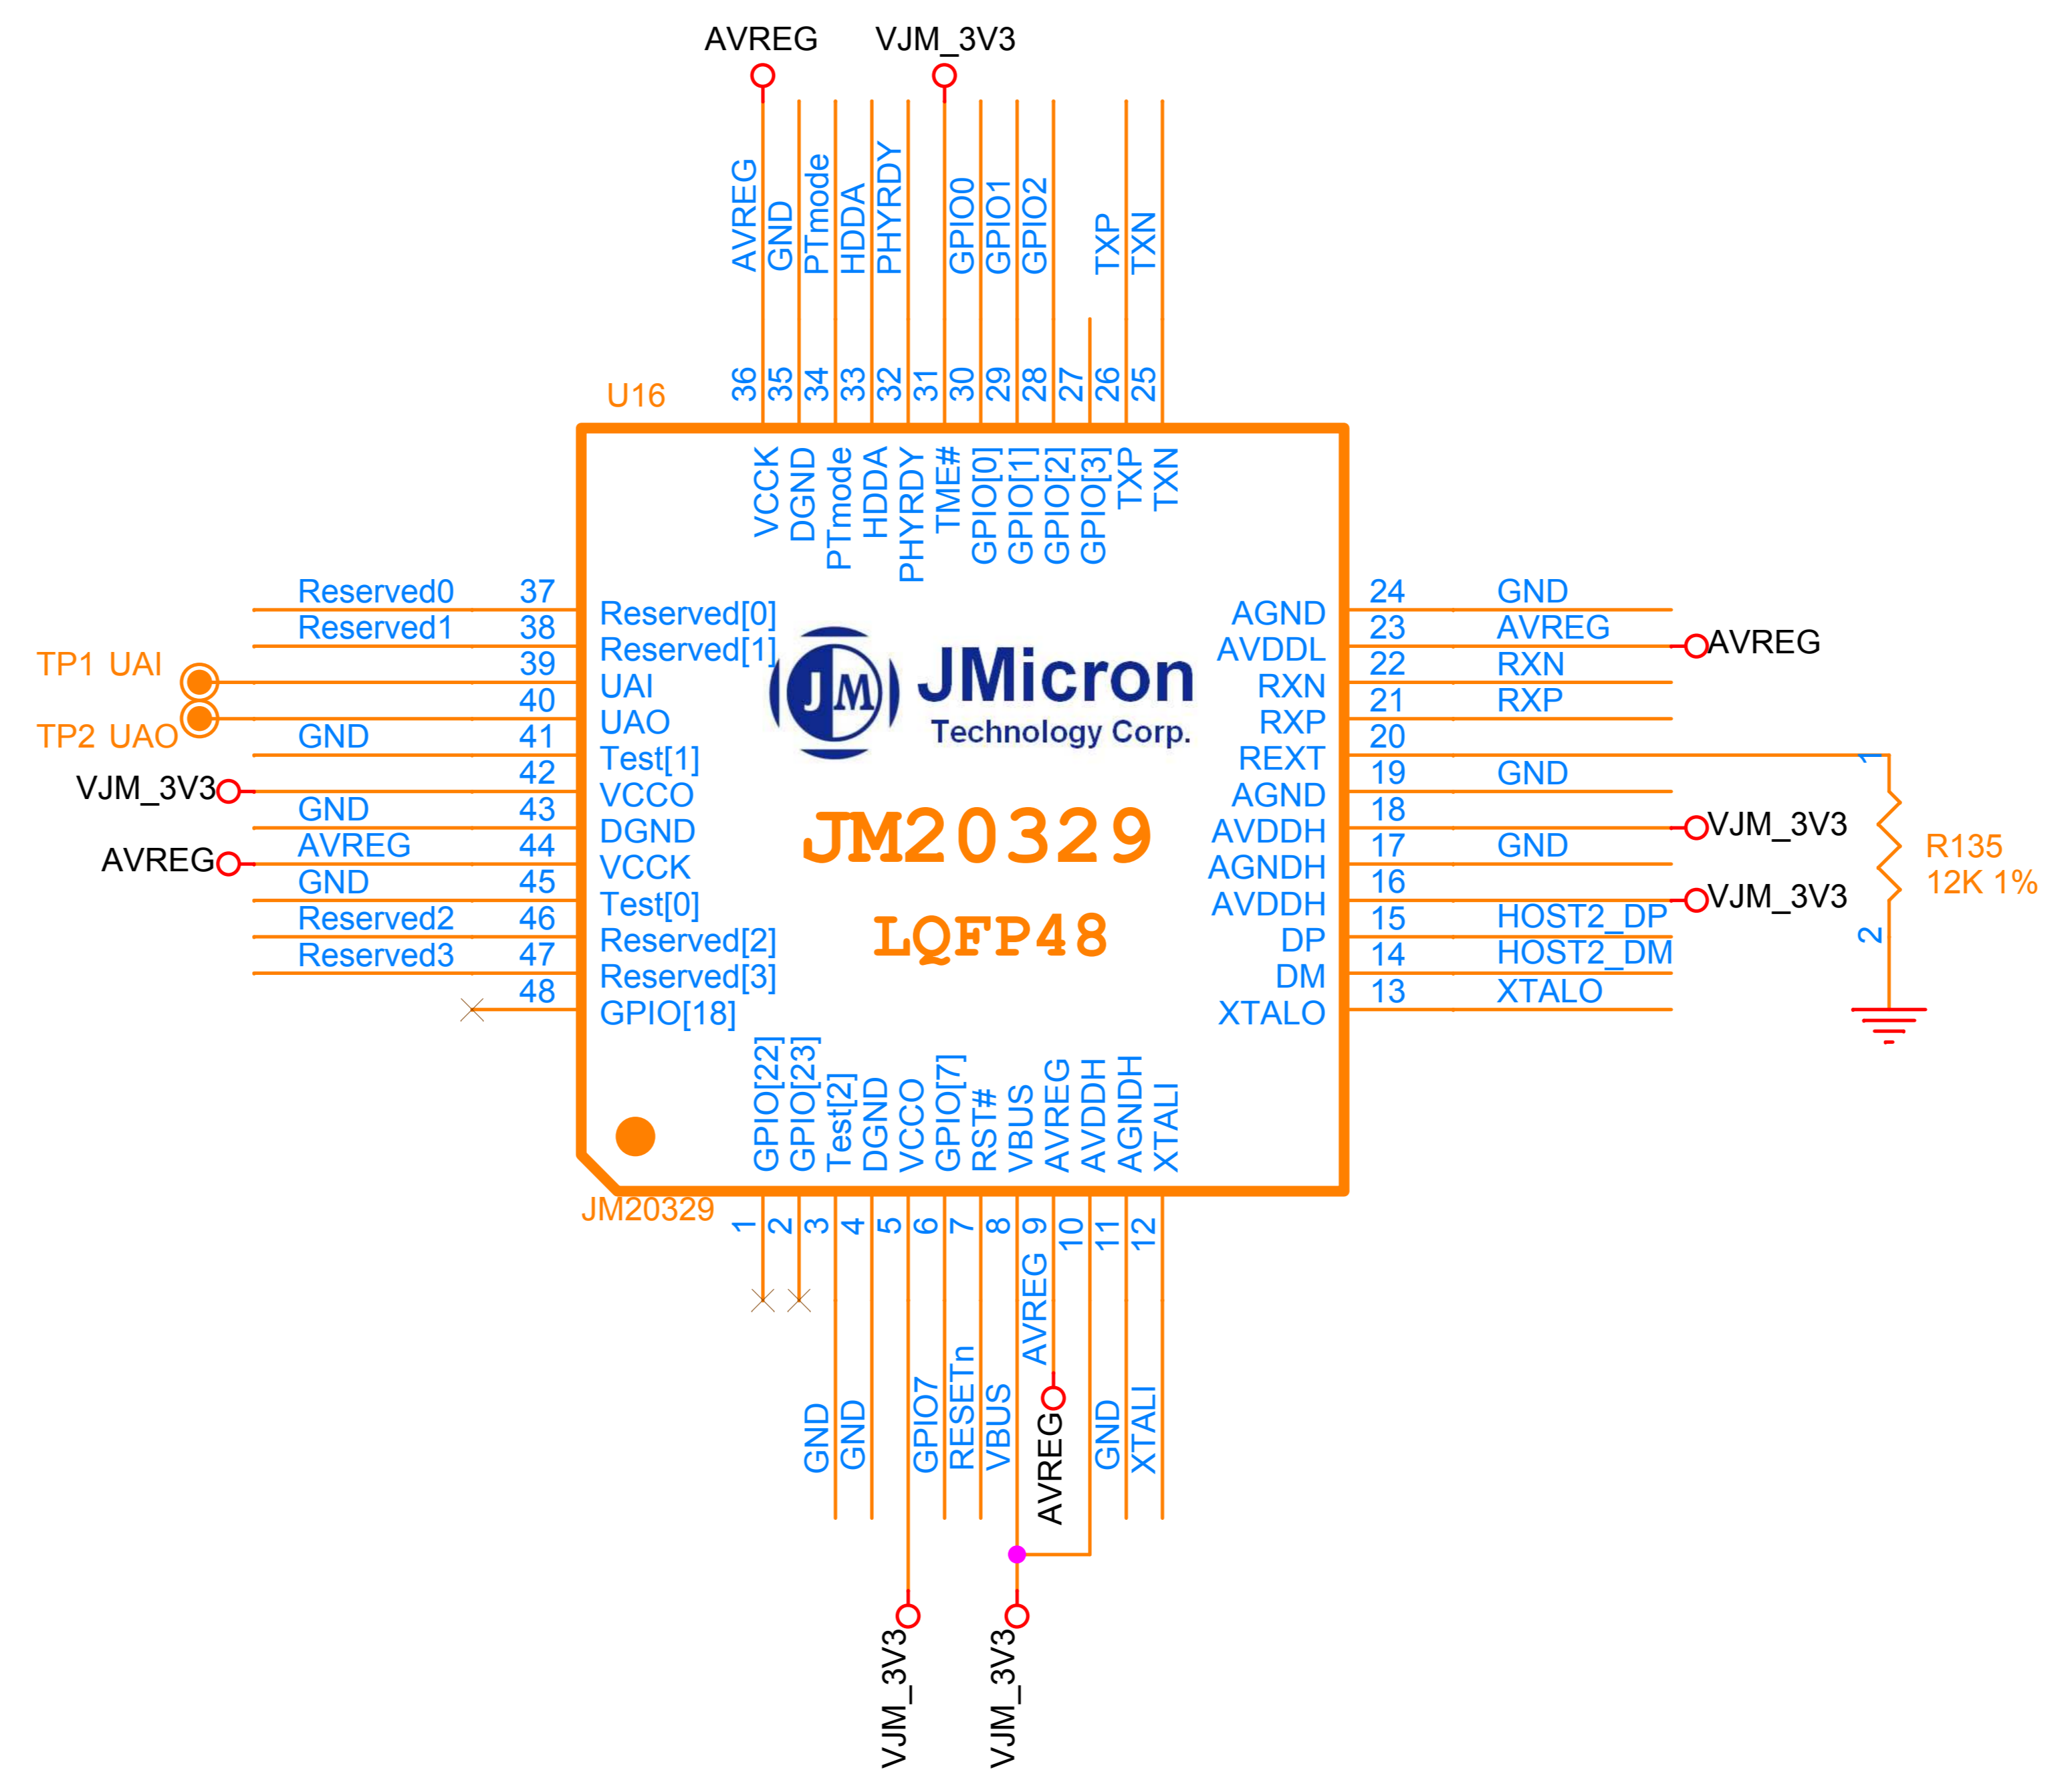 AVREG VJM_3V3
AVREG
GND
PTmode
HDDA
PHYRDY
GPIO0
GPIO1
GPIO2
TXP
TXN
36
35
34
33
32
31
30
29
28
27
26
25
U16
VCCK
DGND
PTmode
HDDA
PHYRDY
TME#
GPIO[0]
GPIO[1]
GPIO[2]
GPIO[3]
TXP
TXN
Reserved0 37 Reserved[0]
Reserved1 38 Reserved[1]
TP1 UAI 39 UAI
TP2 UAO 40 UAO
GND 41 Test[1]
VJM_3V3 42 VCCO
GND 43 DGND
AVREG AVREG 44 VCCK
GND 45 Test[0]
Reserved2 46 Reserved[2]
Reserved3 47 Reserved[3]
48 GPIO[18]
JM JMicron
Technology Corp.
JM20329
LQFP48
AGND 24 GND
AVDDL 23 AVREG AVREG
RXN 22 RXN
RXP 21 RXP
REXT 20 1
AGND 19 GND
AVDDH 18 VJM_3V3
AGNDH 17 GND
AVDDH 16 VJM_3V3
DP 15 HOST2_DP
DM 14 HOST2_DM
XTALO 13 XTALO
R135
12K 1%
2
GPIO[22]
GPIO[23]
Test[2]
DGND
VCCO
GPIO[7]
RST#
VBUS
AVREG
AVDDH
AGNDH
XTALI
JM20329
1
2
3
4
5
6
7
8
9
10
11
12
GND
GND
GPIO7
RESETn
VBUS
AVREG
AVREG
GND
XTALI
VJM_3V3
VJM_3V3